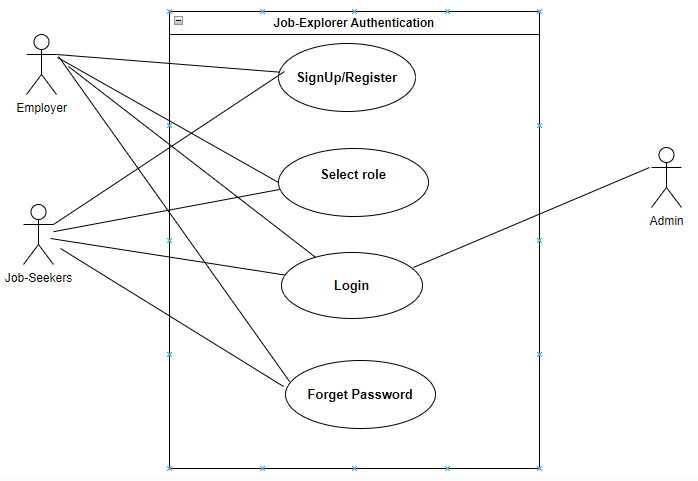 Job-Explorer Authentication
Employer
SignUp/Register
Select role
Admin
Job-Seekers
Login
Forget Password